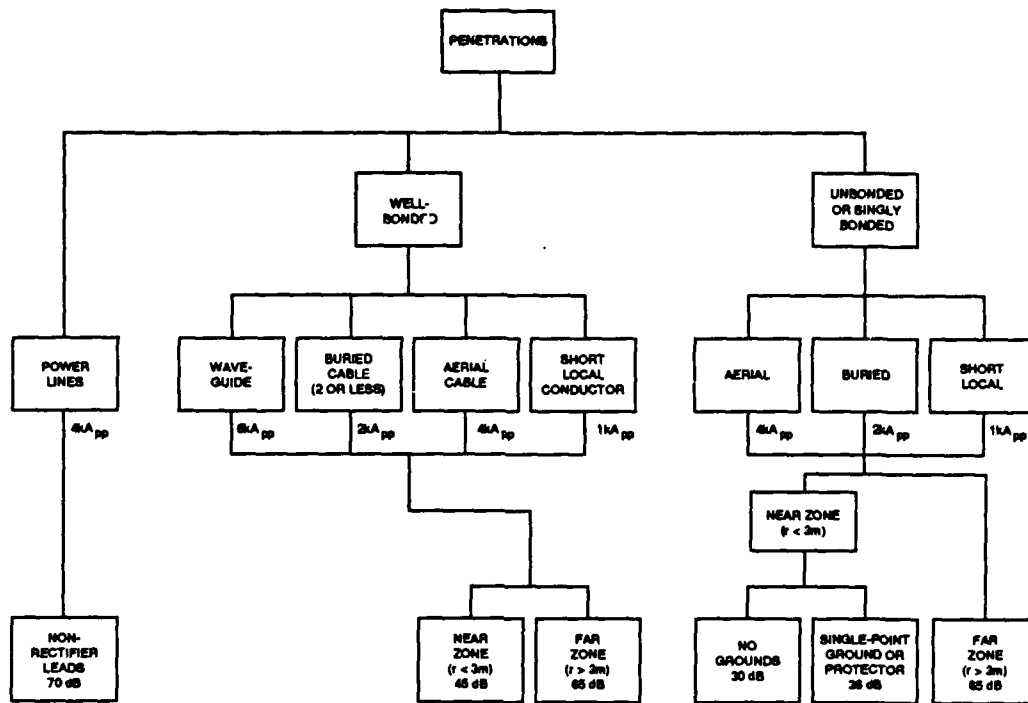 PENETRATIONS
WELL-
BONDED
UNBONDED
OR SINGLY
BONDED
POWER
LINES
WAVE-
GUIDE
BURIED
CABLE
(2 OR LESS)
AERIAL
CABLE
SHORT
LOCAL
CONDUCTOR
AERIAL
BURIED
SHORT
LOCAL
4kA pp
6kA pp
2kA pp
4kA pp
1kA pp
4kA pp
2kA pp
1kA pp
NEAR ZONE
(r < 3m)
NON-
RECTIFIER
LEADS
70 dB
NEAR
ZONE
(r < 3m)
45 dB
FAR
ZONE
(r > 3m)
65 dB
NO
GROUNDS
30 dB
SINGLE-POINT
GROUND OR
PROTECTOR
dB
FAR
ZONE
(r > 3m)
65 dB